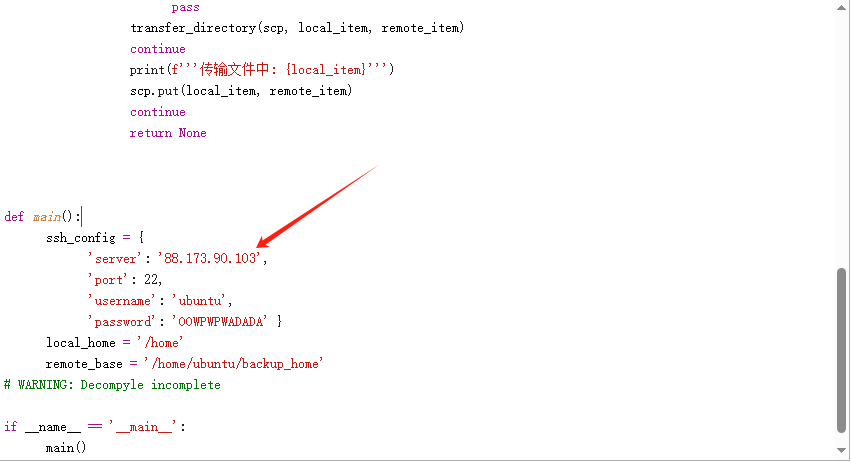 pass
transfer_directory(scp, local_item, remote_item)
continue
print(f'''传输文件中: {local_item}''')
scp.put(local_item, remote_item)
continue
return None
def main():
ssh_config = {
'server': '88.173.90.103',
'port': 22,
'username': 'ubuntu',
'password': 'OOWPWPWADADA' }
local_home = '/home'
remote_base = '/home/ubuntu/backup_home'
# WARNING: Decompyle incomplete
if __name__ == '__main__':
main()